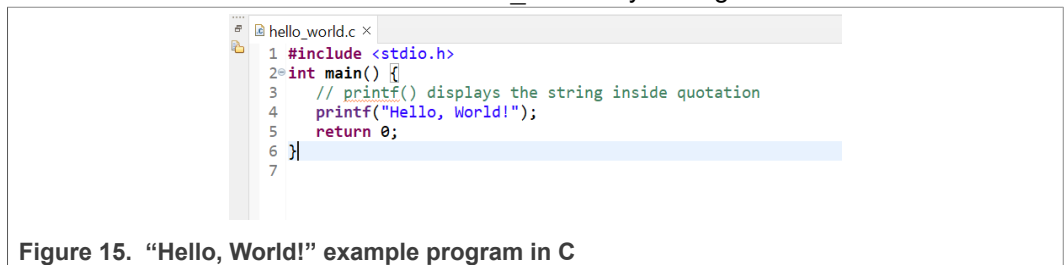 hello_world.c ×
1 #include <stdio.h>
2 int main() {
3 // printf() displays the string inside quotation
4 printf("Hello, World!");
5 return 0;
6 }
7
Figure 15. “Hello, World!” example program in C